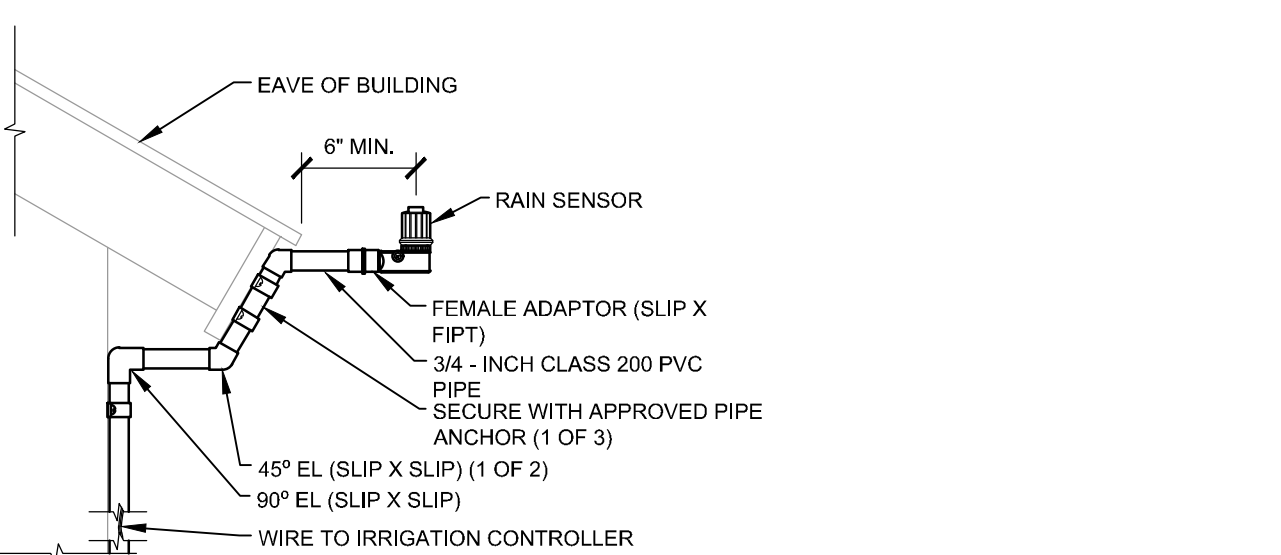 EAVE OF BUILDING
6" MIN.
RAIN SENSOR
FEMALE ADAPTOR (SLIP X
FIPT)
3/4 - INCH CLASS 200 PVC
PIPE
SECURE WITH APPROVED PIPE
ANCHOR (1 OF 3)
45º EL (SLIP X SLIP) (1 OF 2)
90º EL (SLIP X SLIP)
WIRE TO IRRIGATION CONTROLLER